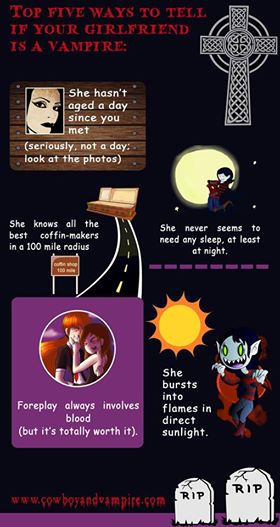 Top five ways to tell
if your girlfriend
is a vampire:
She hasn't
aged a day
since you
met
(seriously, not a day;
look at the photos)
She knows all the
best coffin-makers
in a 100 mile radius
coffin shop
100 mile
She never seems to
need any sleep, at least
at night.
Foreplay always involves
blood
(but it's totally worth it).
She
bursts
into
flames in
direct
sunlight.
www.cowboyandvampire.com
RIP
RIP